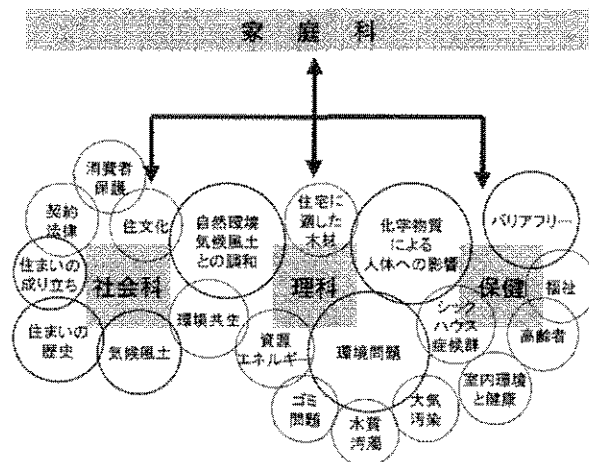 家庭科
消費者
保護
契約
法律
住文化
自然環境
気候風土
との調和
住宅に
適した
木材
化学物質
による
人体への影響
バリアフリー
住まいの
成り立ち
社会科
理科
保健
福祉
住まいの
歴史
気候風土
環境共生
資源
エネルギー
環境問題
シック
ハウス
症候群
高齢者
ゴミ
問題
水質
汚濁
大気
汚染
室内環境
と健康